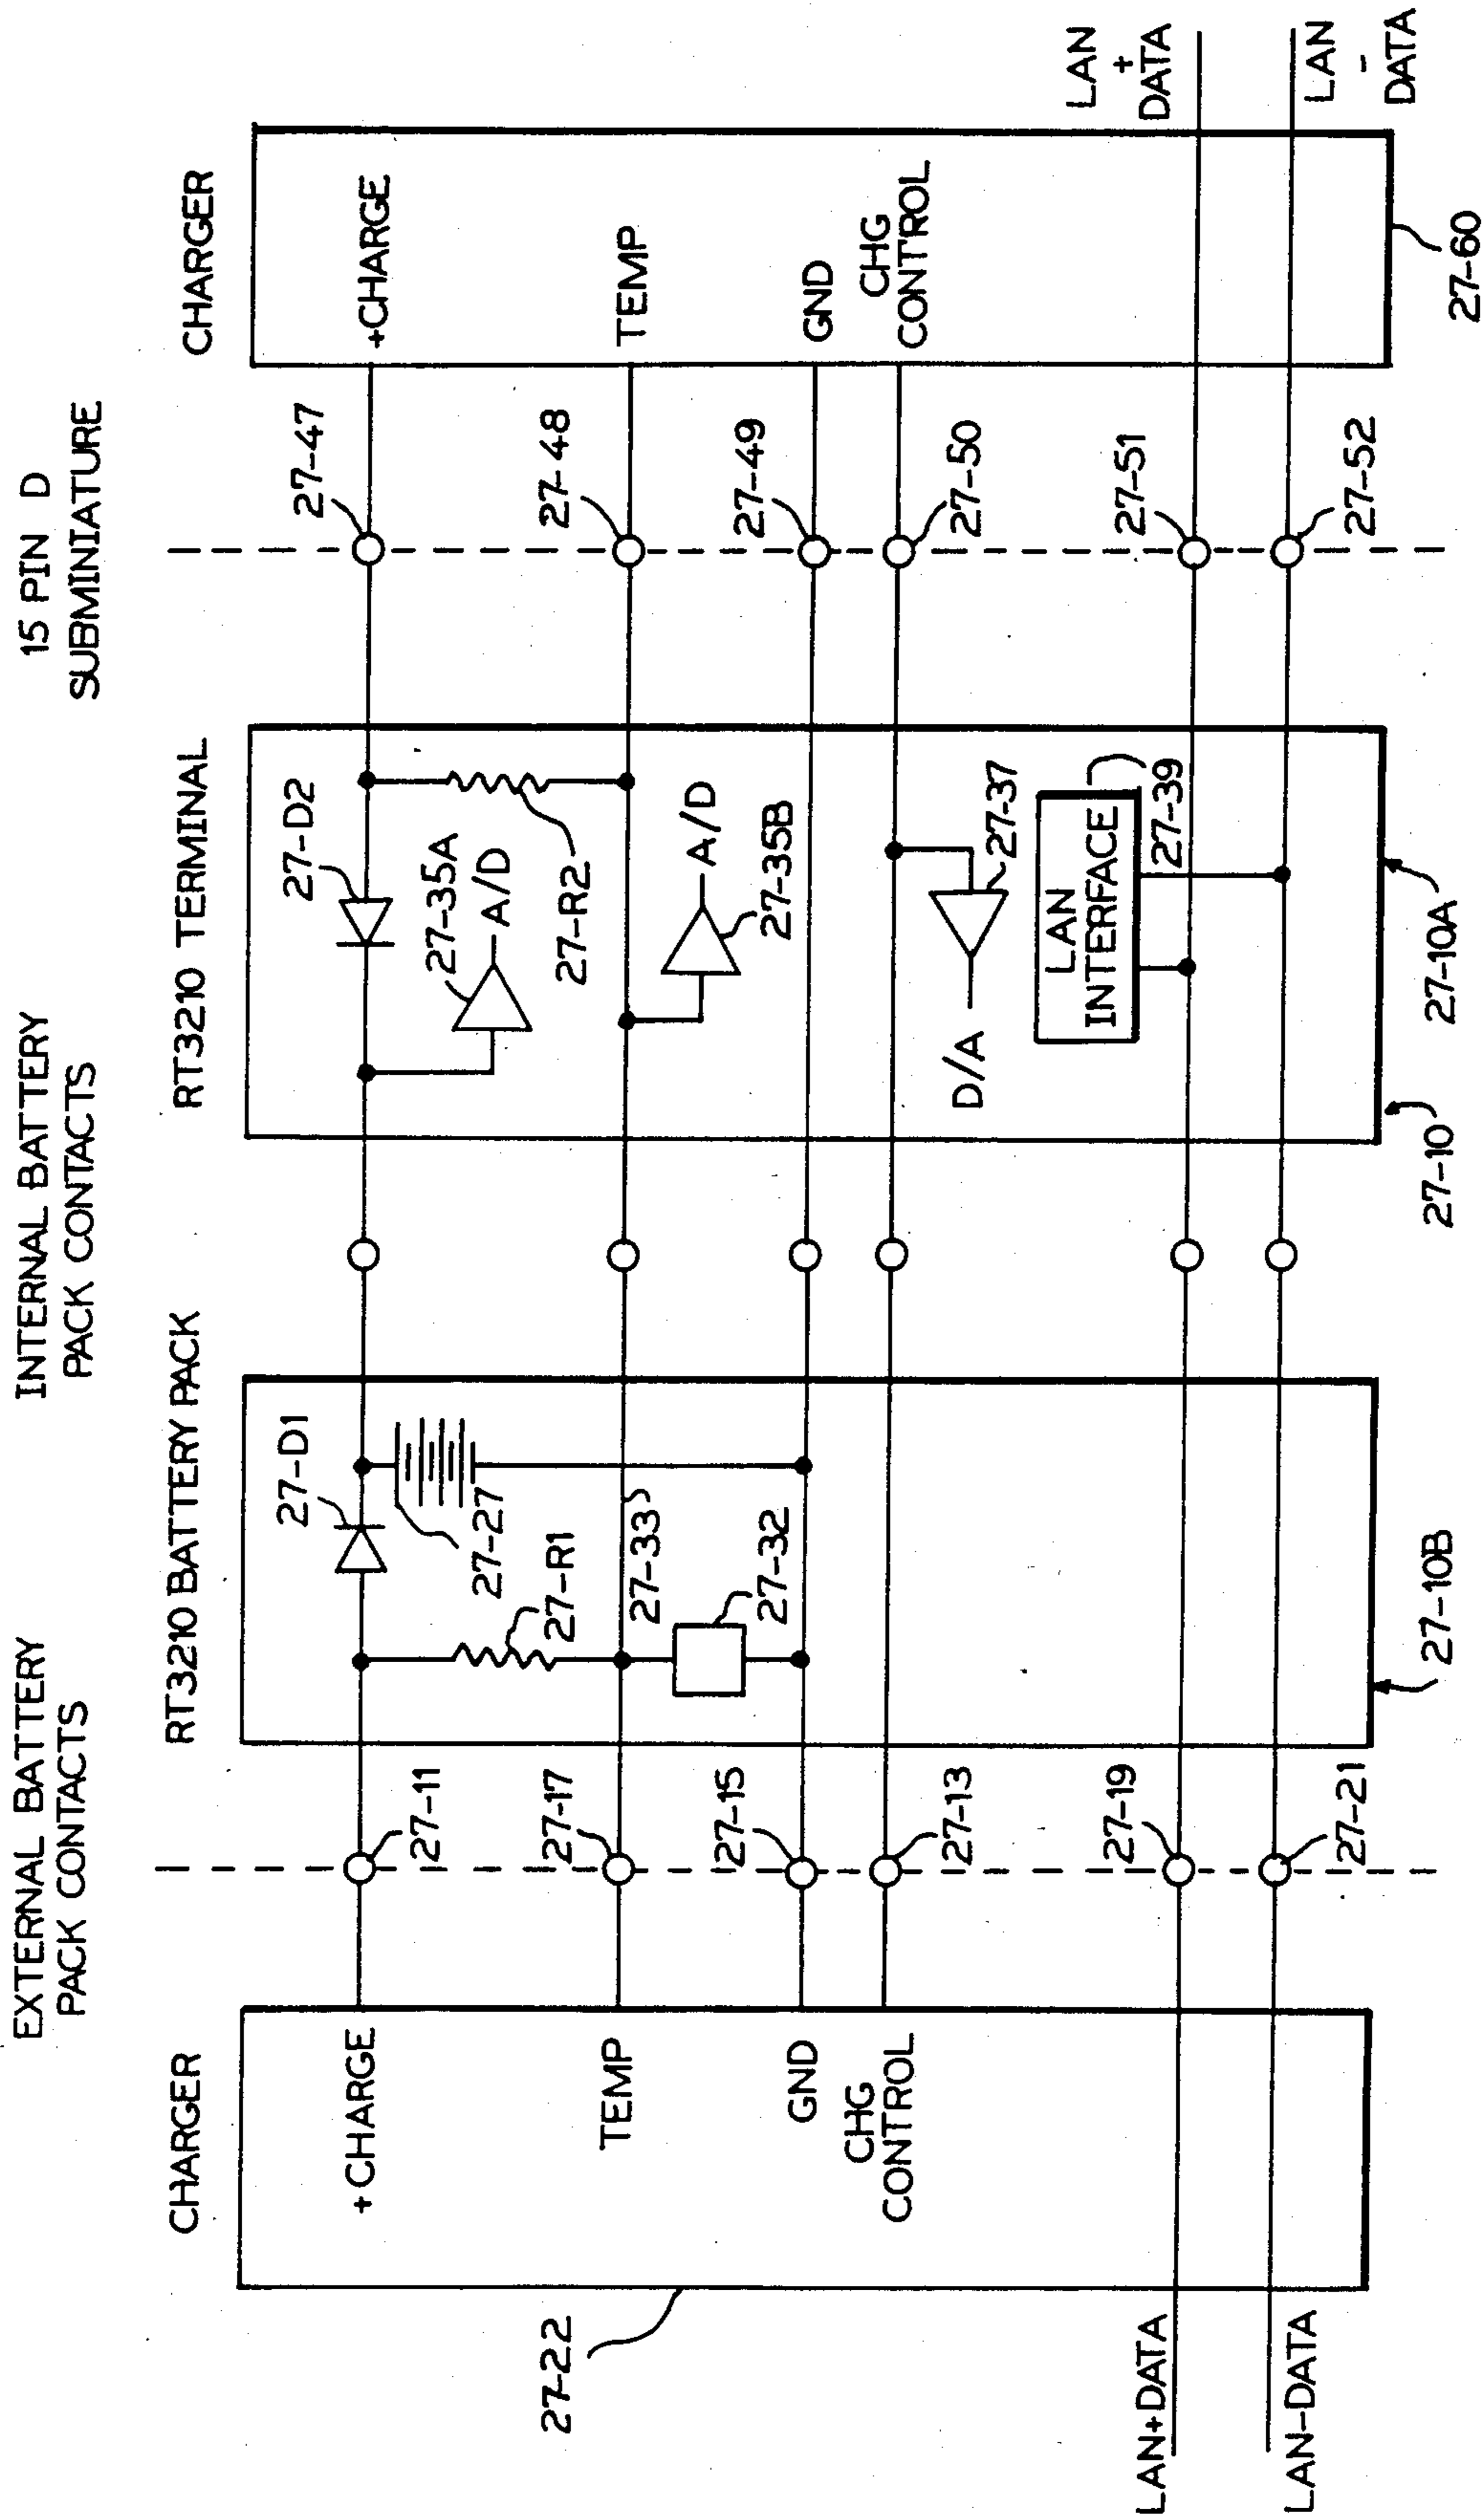 EXTERNAL BATTERY
PACK CONTACTS
INTERNAL BATTERY
PACK CONTACTS
15 PIN D
SUBMINIATURE
CHARGER
RT3210 BATTERY PACK
RT3210 TERMINAL
CHARGER
+CHARGE
TEMP
GND
CHG
CONTROL
27-22
LAN+DATA
LAN-DATA
27-11
27-17
27-15
27-13
27-19
27-21
27-D1
27-27
27-R1
27-33
27-32
27-10B
27-D2
27-35A
A/D
27-R2
A/D
27-35B
27-37
D/A
LAN
INTERFACE
27-39
27-10
27-10A
27-47
27-48
27-49
27-50
27-51
27-52
+CHARGE
TEMP
GND
CHG
CONTROL
LAN
+
DATA
LAN
-
DATA
27-60